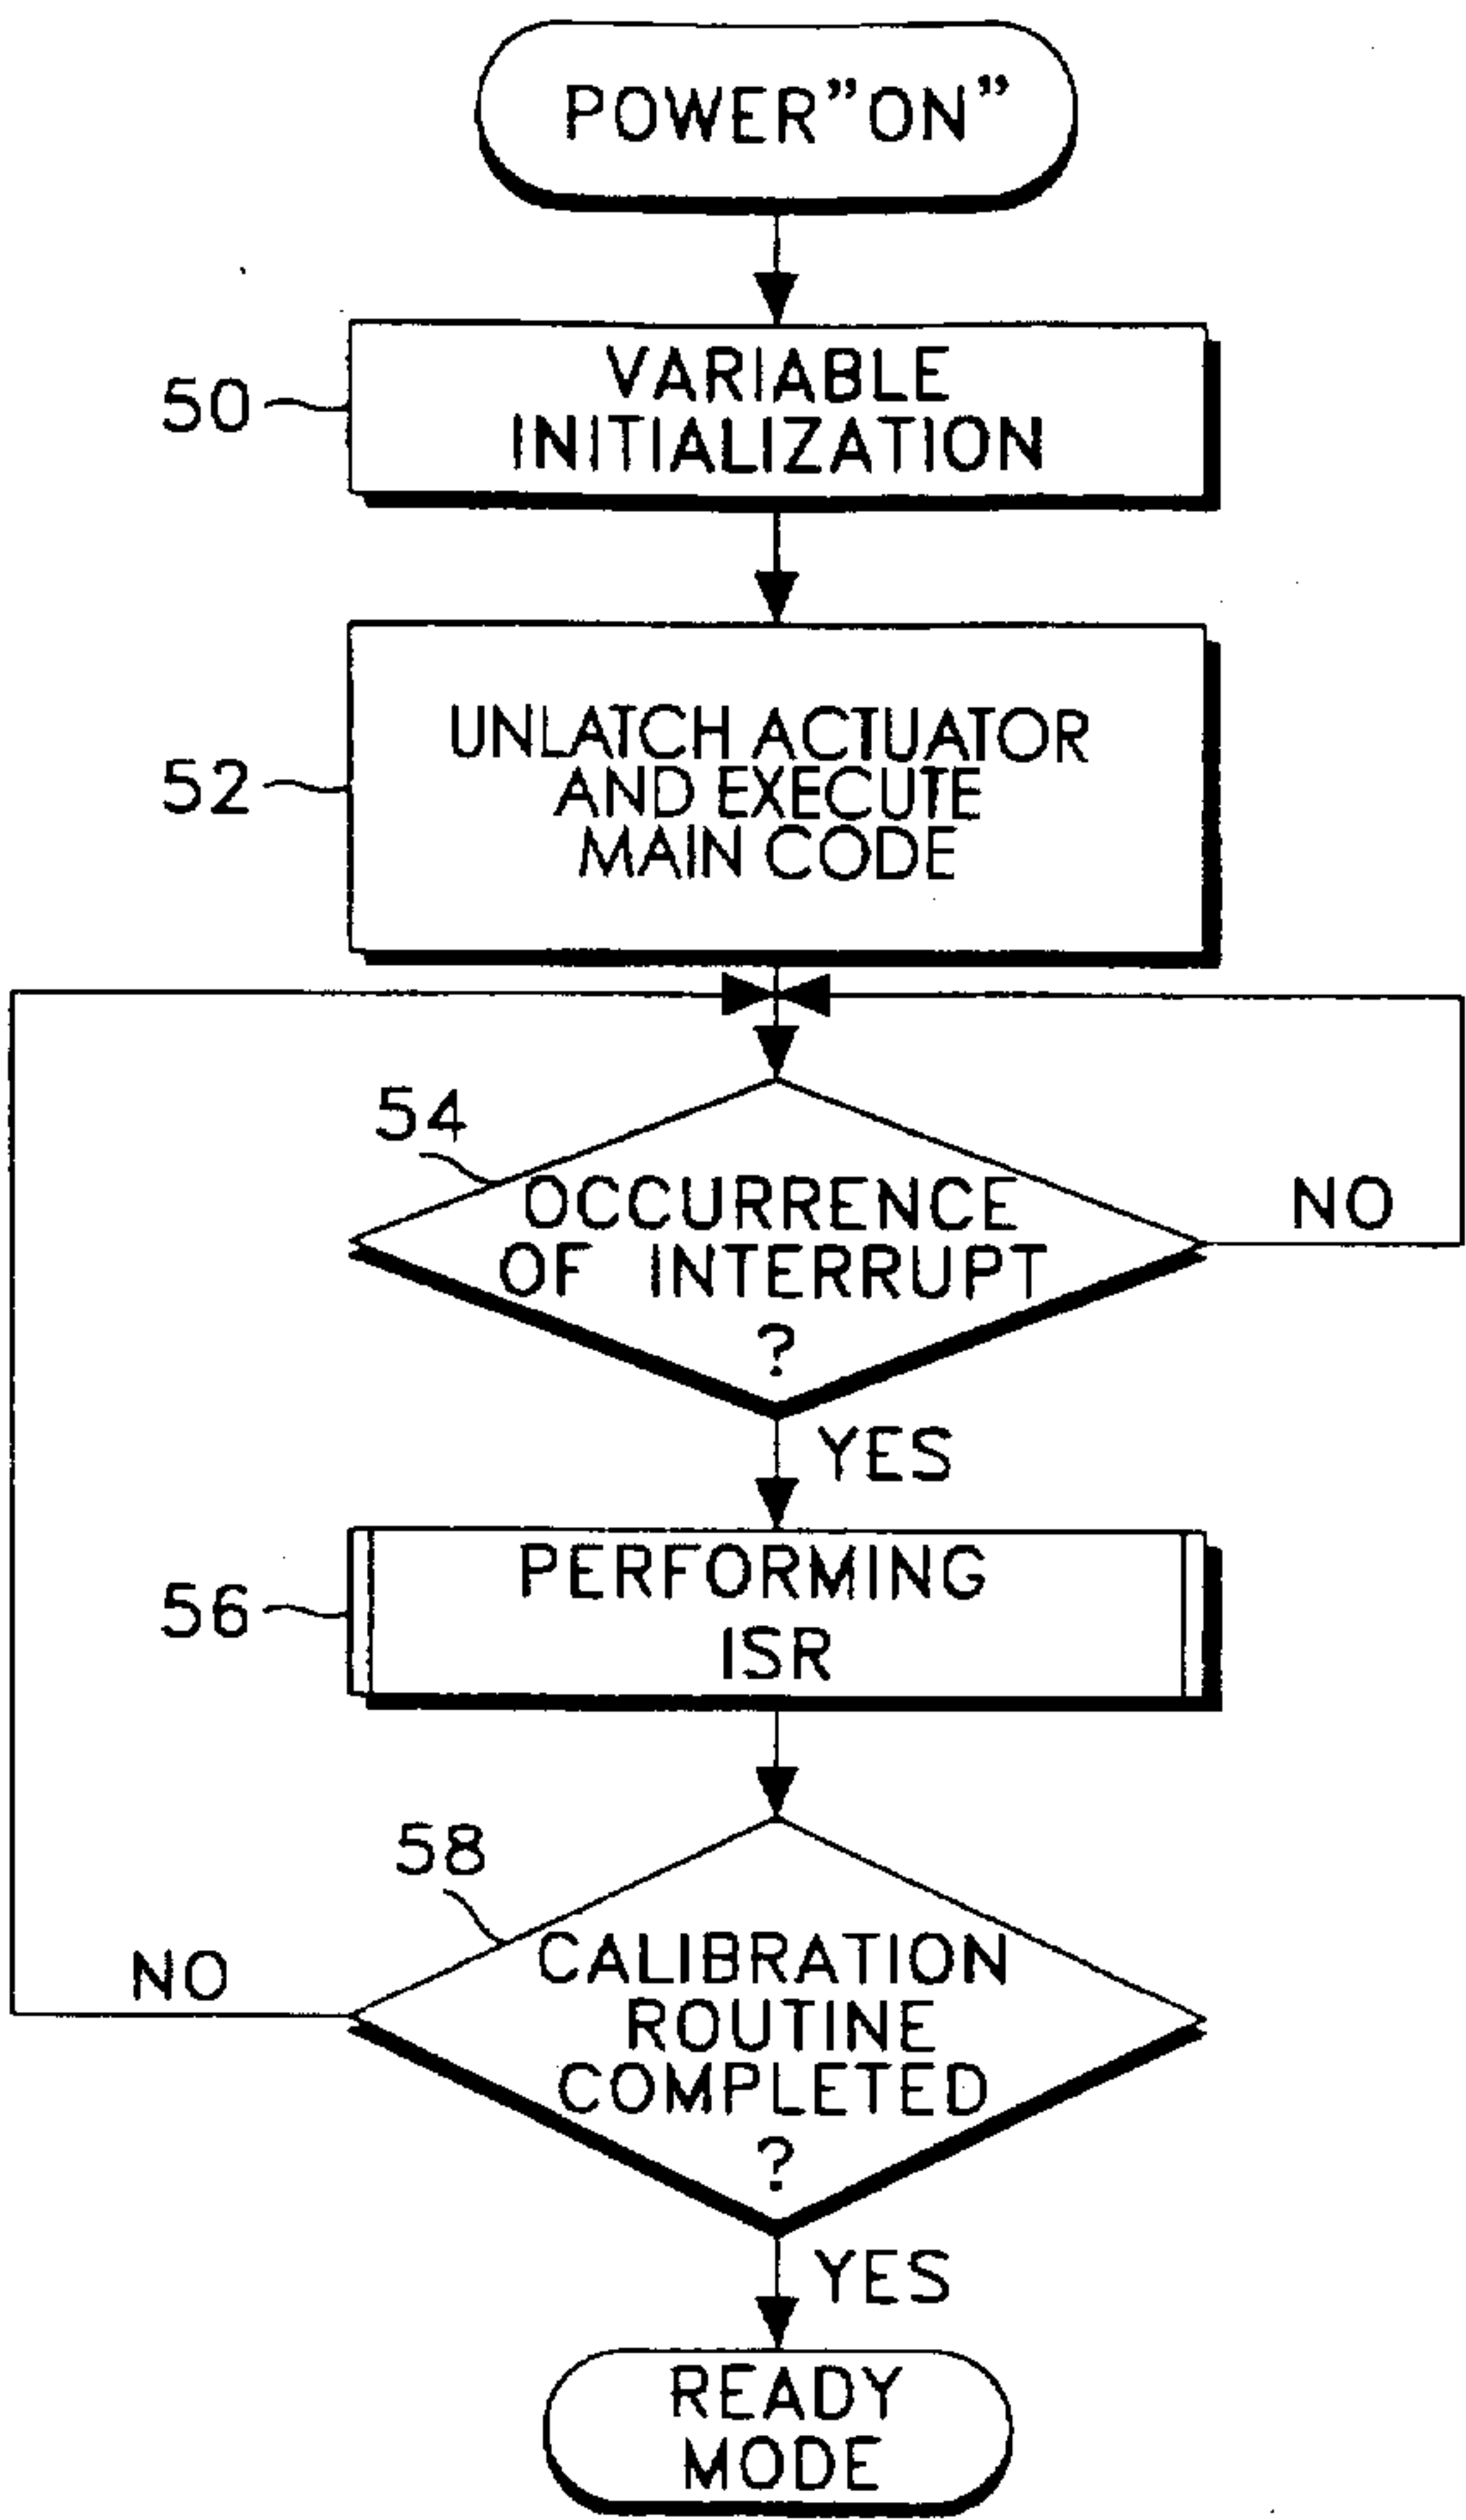 POWER"ON"
50
VARIABLE
INITIALIZATION
52
UNLATCH ACTUATOR
AND EXECUTE
MAIN CODE
54
OCCURRENCE
OF INTERRUPT
?
NO
YES
56
PERFORMING
ISR
58
CALIBRATION
ROUTINE
COMPLETED
?
NO
YES
READY
MODE